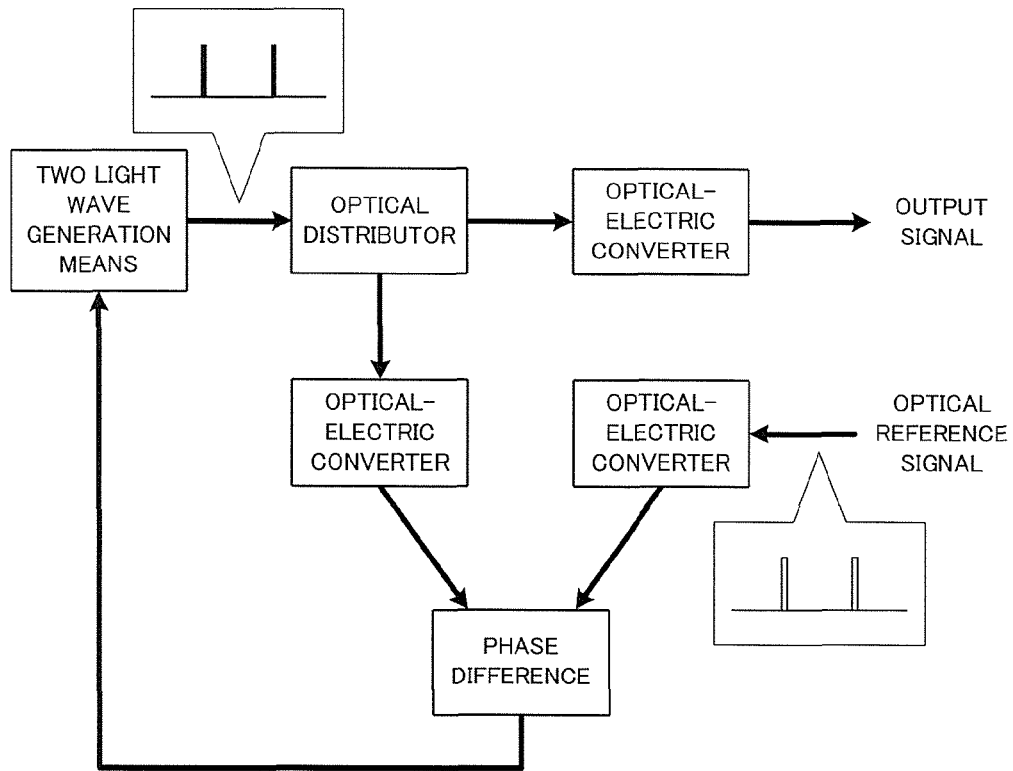 TWO LIGHT
WAVE
GENERATION
MEANS
OPTICAL
DISTRIBUTOR
OPTICAL-
ELECTRIC
CONVERTER
OUTPUT
SIGNAL
OPTICAL-
ELECTRIC
CONVERTER
OPTICAL-
ELECTRIC
CONVERTER
OPTICAL
REFERENCE
SIGNAL
PHASE
DIFFERENCE